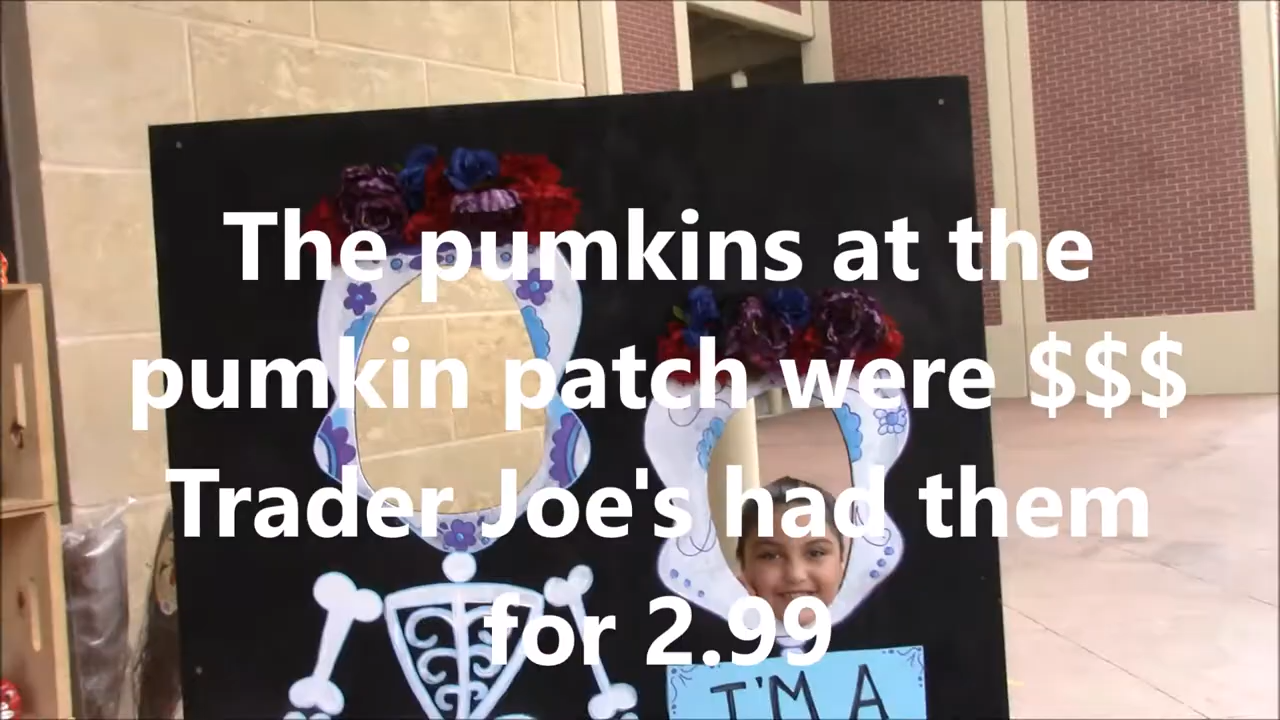 The pumkins at the
pumkin patch were $$$
Trader Joe's had them
for 2.99
I'M A